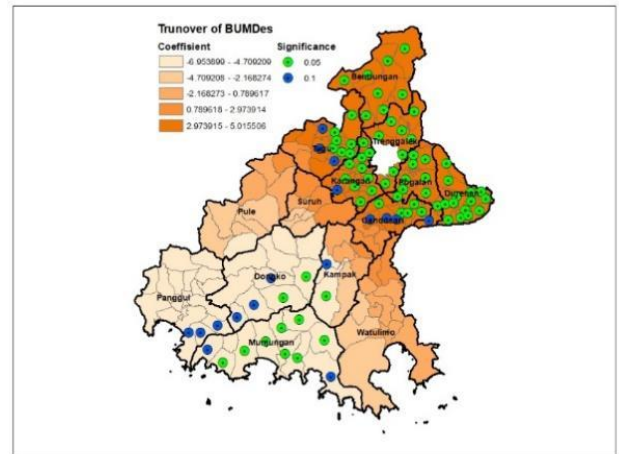 Trunover of BUMDes
Coeffisient Significance
-6.953899 - -4.709209 0.05
-4.709208 - -2.168274 0.1
-2.168273 - 0.789617
0.789618 - 2.973914
2.973915 - 5.015506
Bendungan
Trenggalek
Karangan
Pogalan
Durenan
Suruh
Gandusari
Pule
Dongko
Kampak
Panggul
Munjungan
Watulimo